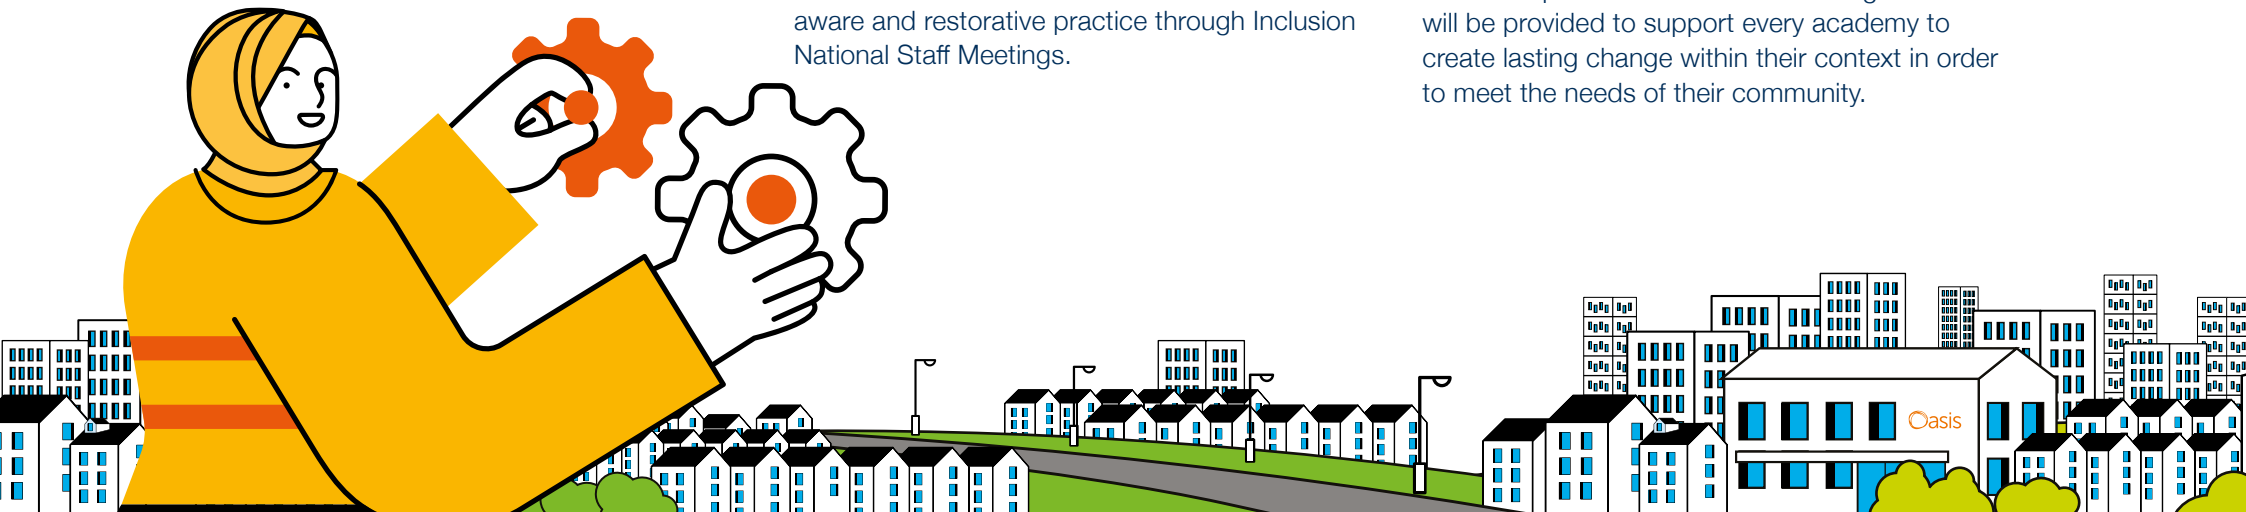 aware and restorative practice through Inclusion
National Staff Meetings.
will be provided to support every academy to
create lasting change within their context in order
to meet the needs of their community.
Oasis